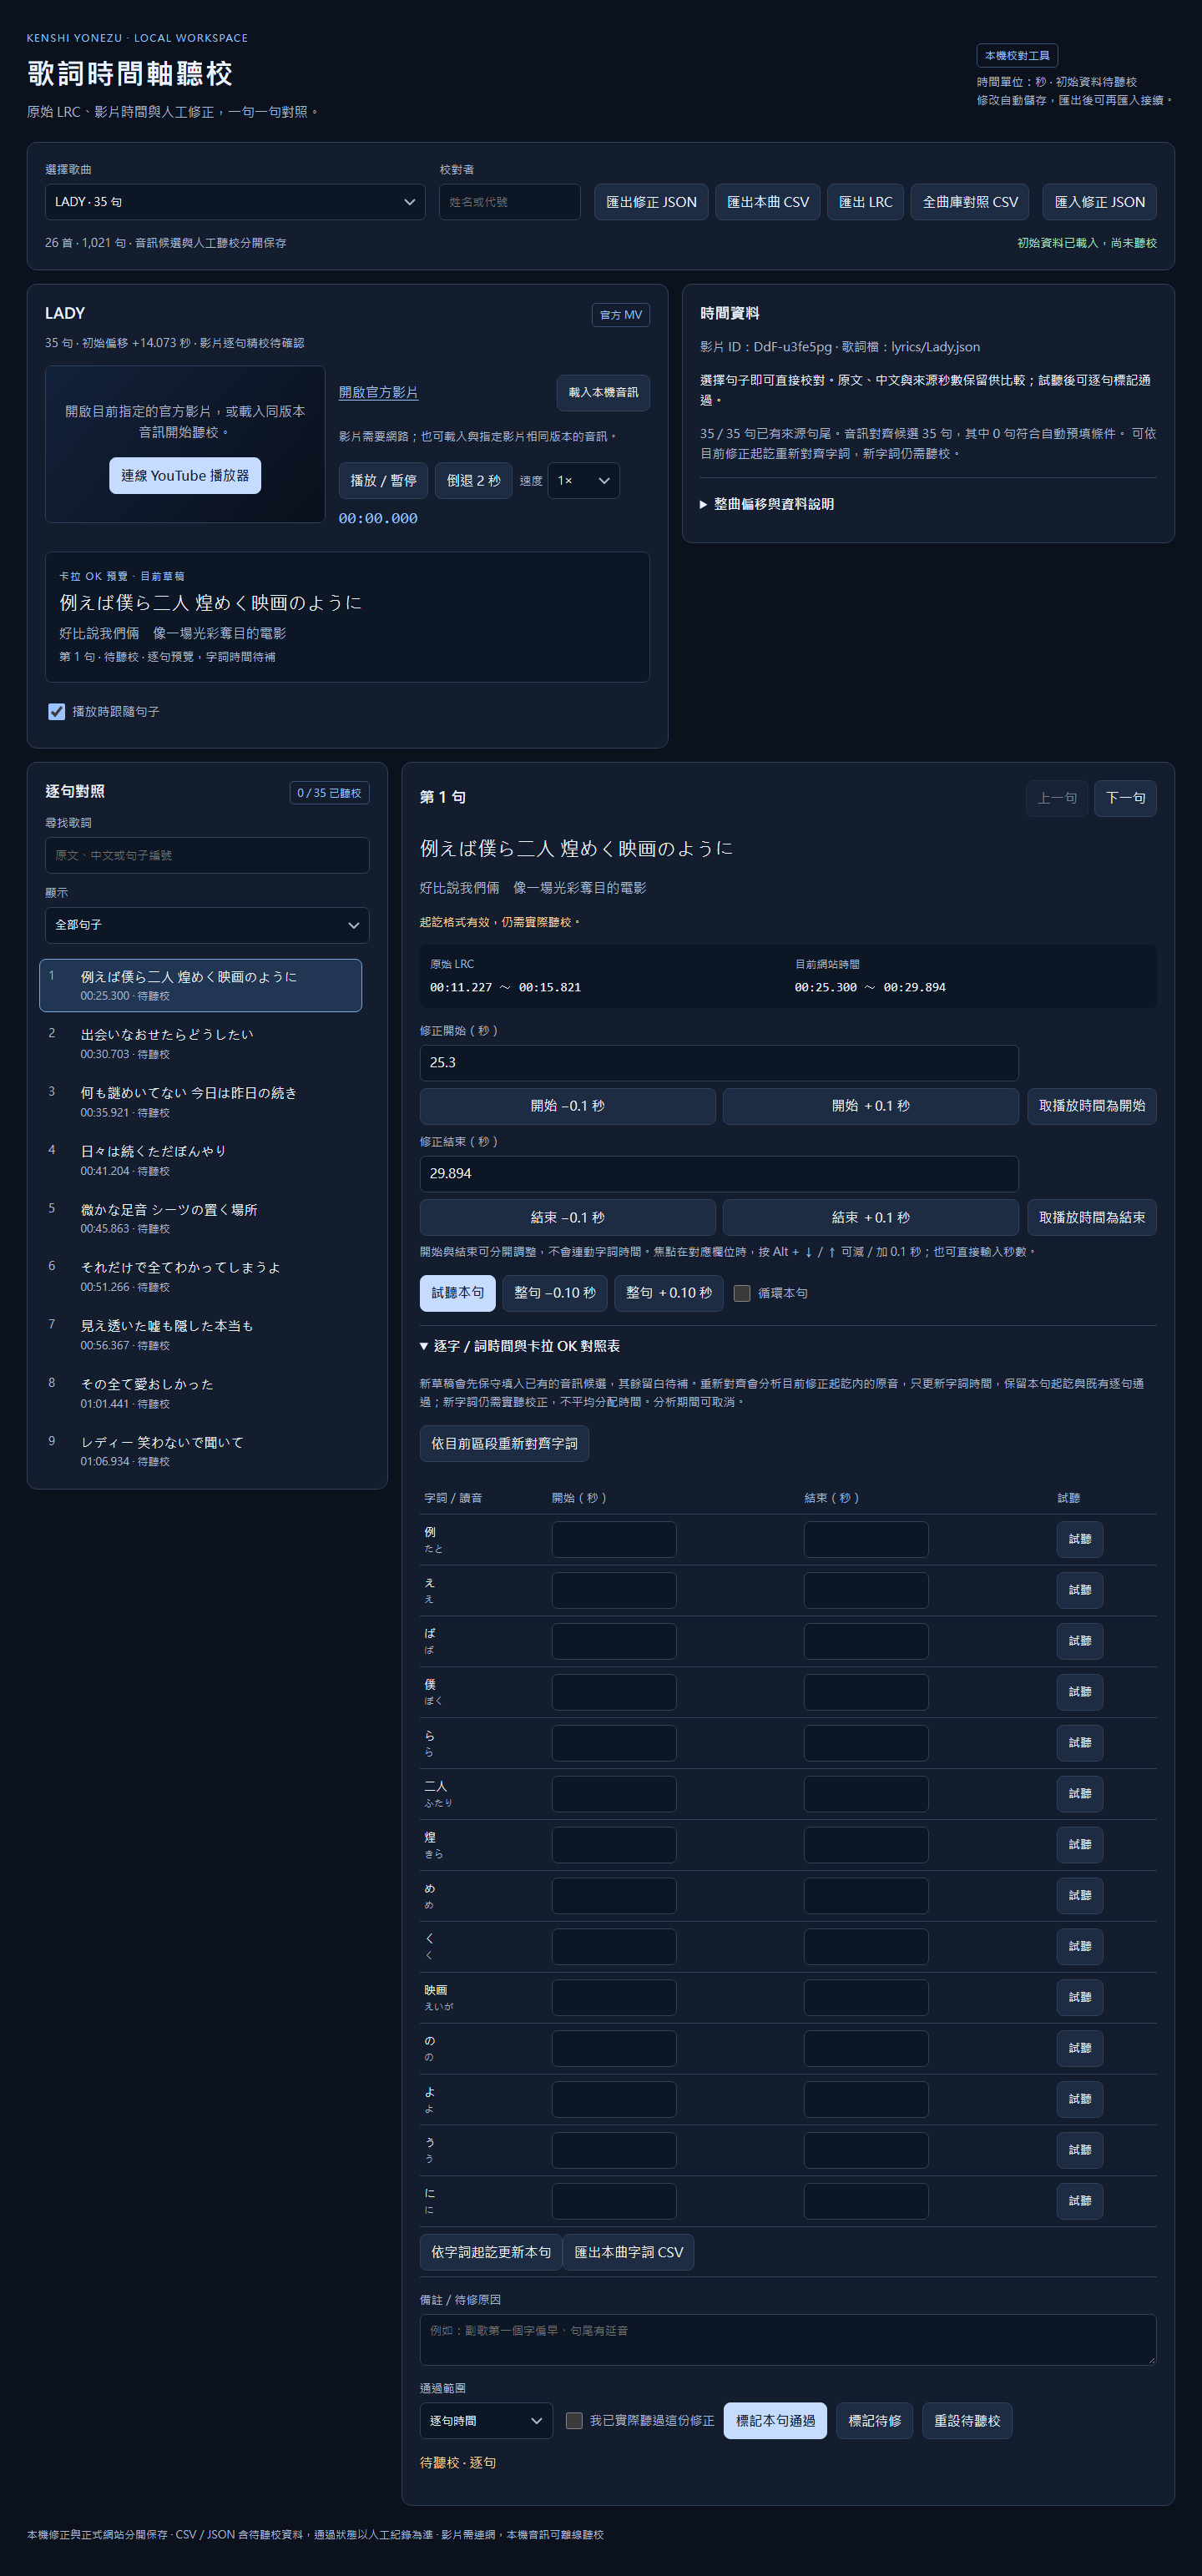 KENSHI YONEZU · LOCAL WORKSPACE
歌詞時間軸聽校
原始 LRC、影片時間與人工修正，一句一句對照。
本機校對工具
時間單位：秒 · 初始資料待聽校
修改自動儲存，匯出後可再匯入接續。
選擇歌曲
LADY · 35 句
校對者
姓名或代號
匯出修正 JSON
匯出本曲 CSV
匯出 LRC
全曲庫對照 CSV
匯入修正 JSON
26 首 · 1,021 句 · 音訊候選與人工聽校分開保存
初始資料已載入，尚未聽校
LADY
官方 MV
35 句 · 初始偏移 +14.073 秒 · 影片逐句精校待確認
開啟目前指定的官方影片，或載入同版本
音訊開始聽校。
連線 YouTube 播放器
開啟官方影片
載入本機音訊
影片需要網路；也可載入與指定影片相同版本的音訊。
播放 / 暫停
倒退 2 秒
速度
1×
00:00.000
卡拉 OK 預覽 · 目前草稿
例えば僕ら二人 煌めく映画のように
好比說我們倆　像一場光彩奪目的電影
第 1 句 · 待聽校 · 逐句預覽，字詞時間待補
播放時跟隨句子
時間資料
影片 ID：DdF-u3fe5pg · 歌詞檔：lyrics/Lady.json
選擇句子即可直接校對。原文、中文與來源秒數保留供比較；試聽後可逐句標記通
過。
35 / 35 句已有來源句尾。音訊對齊候選 35 句，其中 0 句符合自動預填條件。 可依
目前修正起訖重新對齊字詞，新字詞仍需聽校。
▶ 整曲偏移與資料說明
逐句對照
0 / 35 已聽校
尋找歌詞
原文、中文或句子編號
顯示
全部句子
1
例えば僕ら二人 煌めく映画のように
00:25.300 · 待聽校
2
出会いなおせたらどうしたい
00:30.703 · 待聽校
3
何も謎めいてない 今日は昨日の続き
00:35.921 · 待聽校
4
日々は続くただぼんやり
00:41.204 · 待聽校
5
微かな足音 シーツの置く場所
00:45.863 · 待聽校
6
それだけで全てわかってしまうよ
00:51.266 · 待聽校
7
見え透いた嘘も隠した本当も
00:56.367 · 待聽校
8
その全て愛おしかった
01:01.441 · 待聽校
9
レディー 笑わないで聞いて
01:06.934 · 待聽校
第 1 句
上一句
下一句
例えば僕ら二人 煌めく映画のように
好比說我們倆　像一場光彩奪目的電影
起訖格式有效，仍需實際聽校。
原始 LRC
00:11.227 ～ 00:15.821
目前網站時間
00:25.300 ～ 00:29.894
修正開始（秒）
25.3
開始 −0.1 秒
開始 ＋0.1 秒
取播放時間為開始
修正結束（秒）
29.894
結束 −0.1 秒
結束 ＋0.1 秒
取播放時間為結束
開始與結束可分開調整，不會連動字詞時間。焦點在對應欄位時，按 Alt + ↓ / ↑ 可減 / 加 0.1 秒；也可直接輸入秒數。
試聽本句
整句 −0.10 秒
整句 ＋0.10 秒
循環本句
▼ 逐字 / 詞時間與卡拉 OK 對照表
新草稿會先保守填入已有的音訊候選，其餘留白待補。重新對齊會分析目前修正起訖內的原音，只更新字詞時間，保留本句起訖與既有逐句通
過；新字詞仍需實聽校正，不平均分配時間。分析期間可取消。
依目前區段重新對齊字詞
字詞 / 讀音
開始（秒）
結束（秒）
試聽
例
たと
試聽
え
え
試聽
ば
ば
試聽
僕
ぼく
試聽
ら
ら
試聽
二人
ふたり
試聽
煌
きら
試聽
め
め
試聽
く
く
試聽
映画
えいが
試聽
の
の
試聽
よ
よ
試聽
う
う
試聽
に
に
試聽
依字詞起訖更新本句
匯出本曲字詞 CSV
備註 / 待修原因
例如：副歌第一個字偏早、句尾有延音
通過範圍
逐句時間
我已實際聽過這份修正
標記本句通過
標記待修
重設待聽校
待聽校 · 逐句
本機修正與正式網站分開保存 · CSV / JSON 含待聽校資料，通過狀態以人工紀錄為準 · 影片需連網，本機音訊可離線聽校